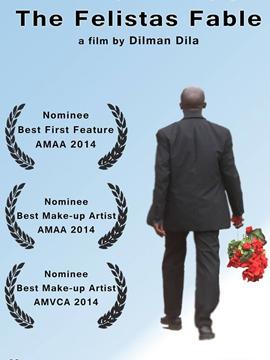 The Felistas Fable
a film by Dilman Dila
Nominee
Best First Feature
AMAA 2014
Nominee
Best Make-up Artist
AMAA 2014
Nominee
Best Make-up Artist
AMVCA 2014